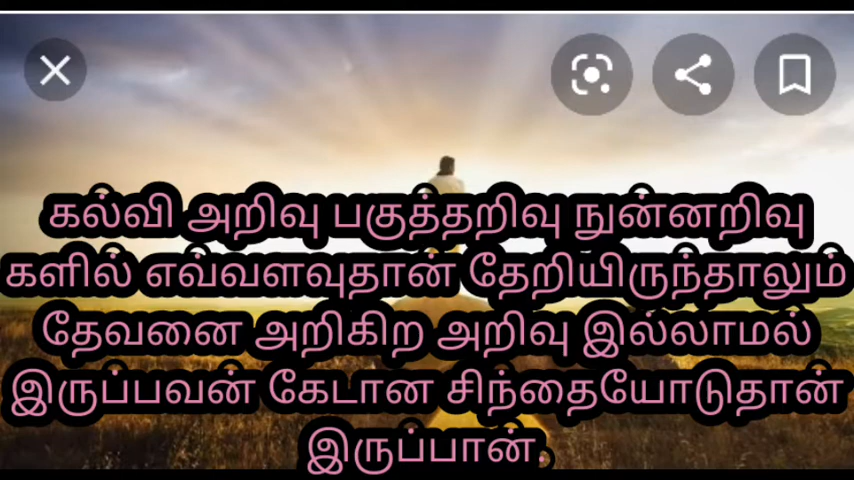 கல்வி அறிவு பகுத்தறிவு நுன்னறிவு
களில் எவ்வளவுதான் தேறியிருந்தாலும்
தேவனை அறிகிற அறிவு இல்லாமல்
இருப்பவன் கேடான சிந்தையோடுதான்
இருப்பான்.